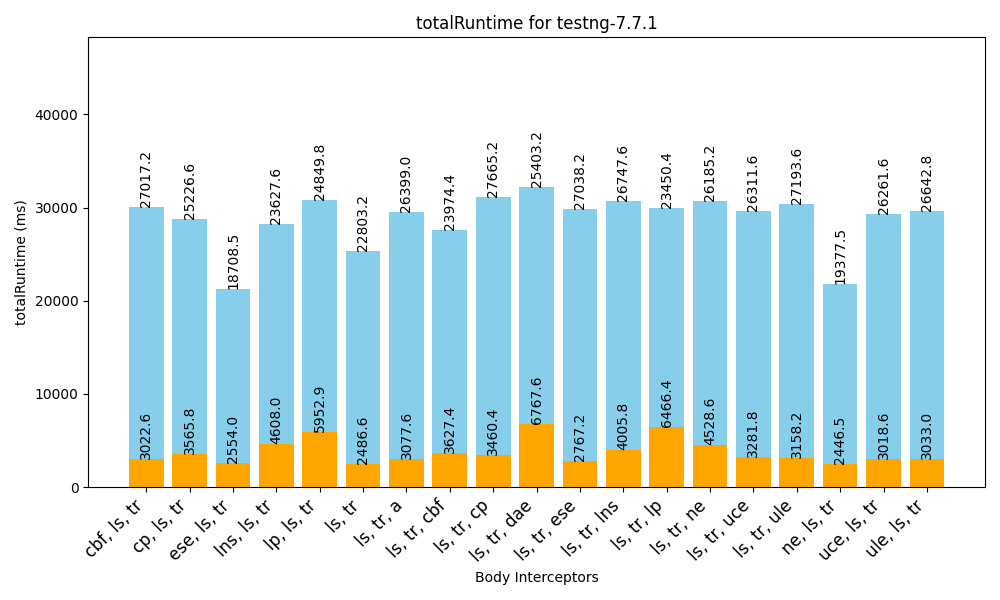 totalRuntime for testng-7.7.1
totalRuntime (ms)
40000
30000
20000
10000
0
27017.2
25226.6
18708.5
23627.6
24849.8
22803.2
26399.0
23974.4
27665.2
25403.2
27038.2
26747.6
23450.4
26185.2
26311.6
27193.6
19377.5
26261.6
26642.8
3022.6
3565.8
2554.0
4608.0
5952.9
2486.6
3077.6
3627.4
3460.4
6767.6
2767.2
4005.8
6466.4
4528.6
3281.8
3158.2
2446.5
3018.6
3033.0
cbf, ls, tr
cp, ls, tr
ese, ls, tr
lns, ls, tr
lp, ls, tr
ls, tr
ls, tr, a
ls, tr, cbf
ls, tr, cp
ls, tr, dae
ls, tr, ese
ls, tr, lns
ls, tr, lp
ls, tr, ne
ls, tr, uce
ls, tr, ule
ne, ls, tr
uce, ls, tr
ule, ls, tr
Body Interceptors